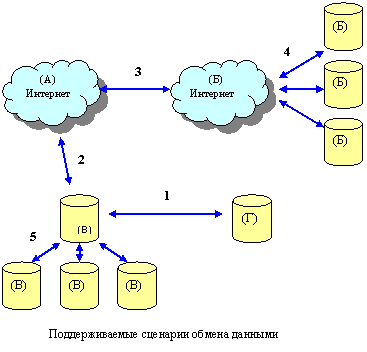 (Б)
4
(А)
Интернет
3
(Б)
Интернет
(Б)
(Б)
2
1
(В)
(Г)
5
(В)
(В)
(В)
Поддерживаемые сценарии обмена данными